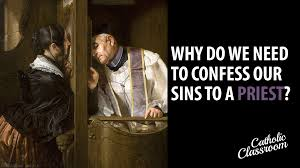 WHY DO WE NEED
TO CONFESS OUR
SINS TO A PRIEST?
Catholic
Classroom